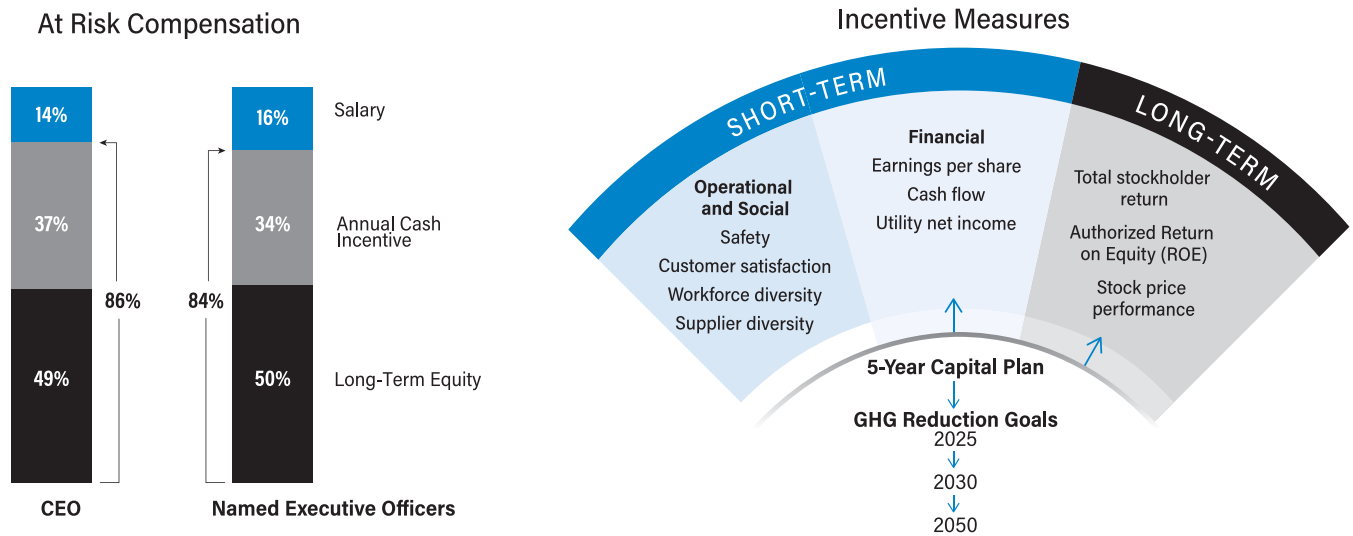 At Risk Compensation
14%
37%
49%
86%
CEO
84%
16%
34%
50%
Named Executive Officers
Salary
Annual Cash
Incentive
Long-Term Equity
Incentive Measures
SHORT-TERM
LONG-TERM
Operational
and Social
Safety
Customer satisfaction
Workforce diversity
Supplier diversity
Financial
Earnings per share
Cash flow
Utility net income
Total stockholder
return
Authorized Return
on Equity (ROE)
Stock price
performance
5-Year Capital Plan
GHG Reduction Goals
2025
2030
2050